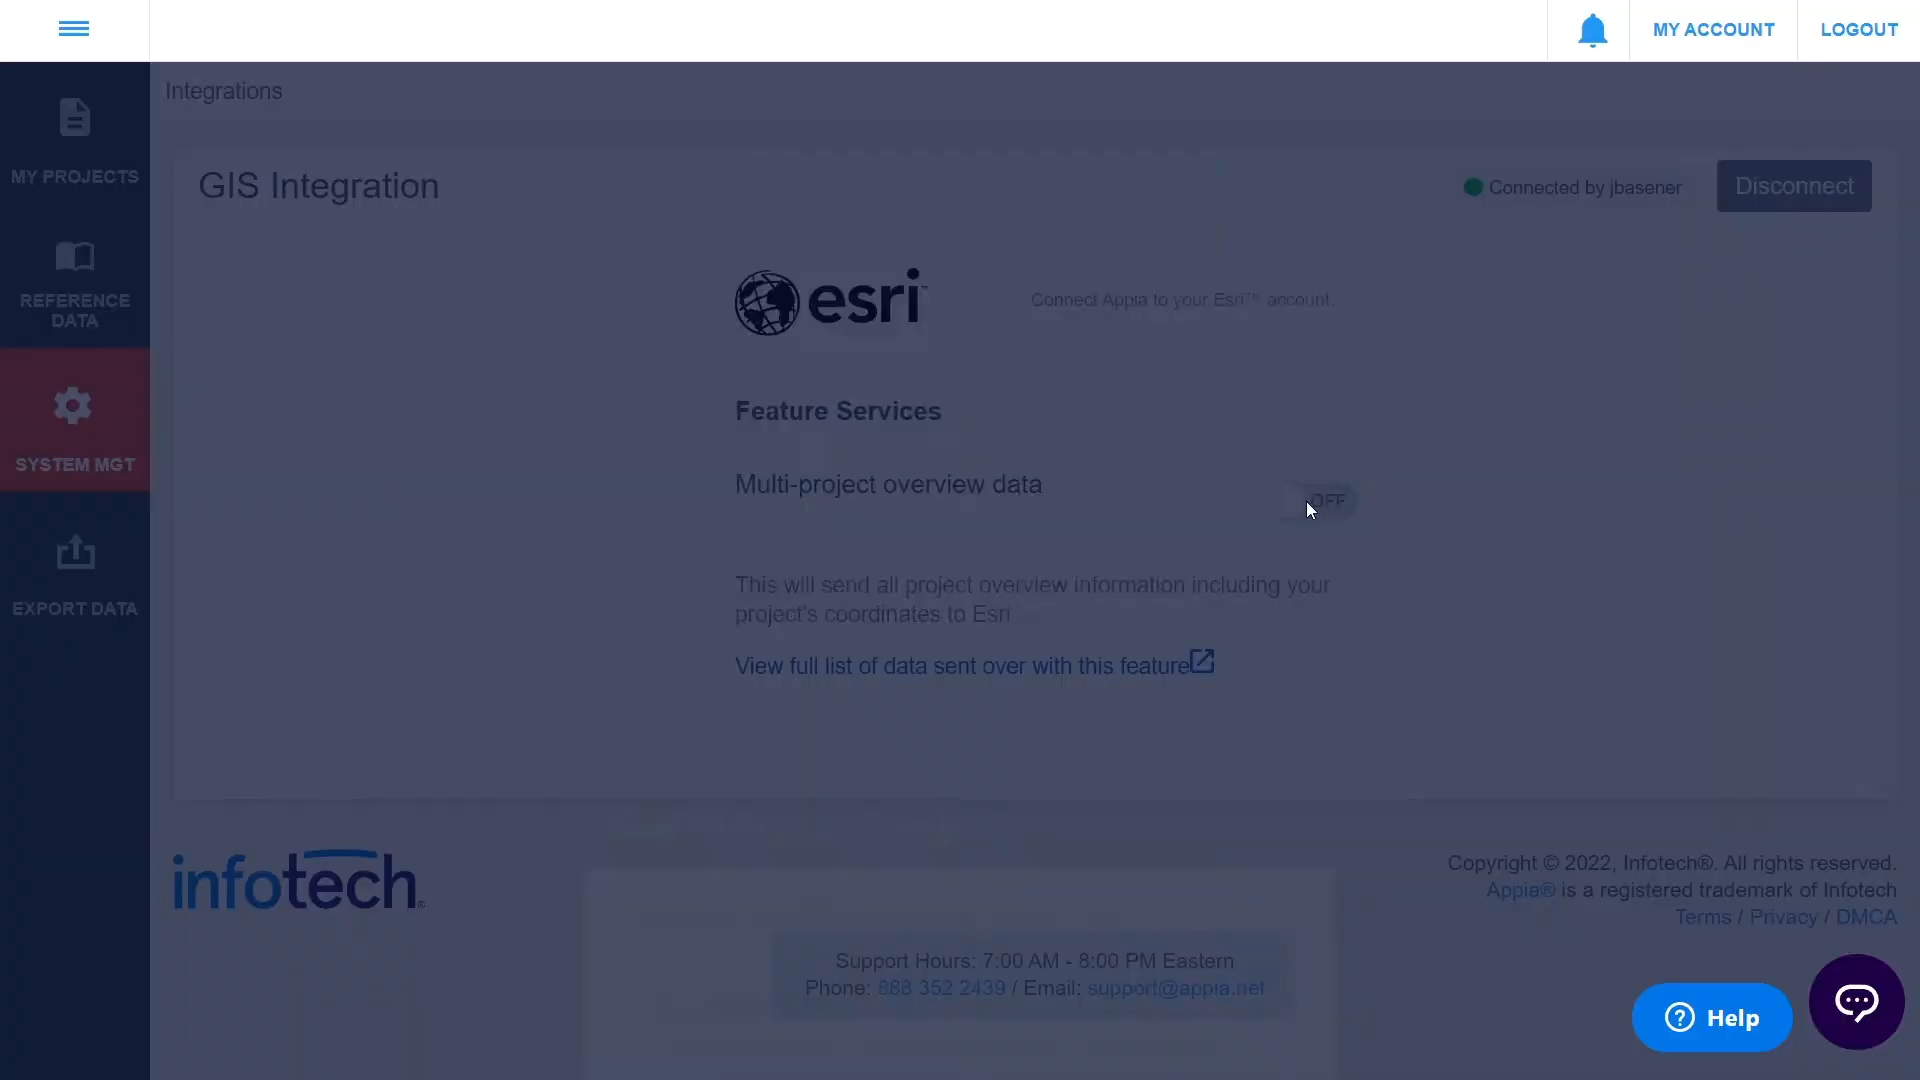 MY ACCOUNT
LOGOUT
Integrations
MY PROJECTS
GIS Integration
Connected by jbasener
Disconnect
esri™
Connect Appia to your Esri™ account.
REFERENCE
DATA
Feature Services
SYSTEM MGT
Multi-project overview data
OFF
This will send all project overview information including your
project's coordinates to Esri
EXPORT DATA
View full list of data sent over with this feature
infotech®
Copyright © 2022, Infotech®. All rights reserved.
Appia® is a registered trademark of Infotech
Terms / Privacy / DMCA
Support Hours: 7:00 AM - 8:00 PM Eastern
Phone: 888 352 2439 / Email: support@appia.net
Help